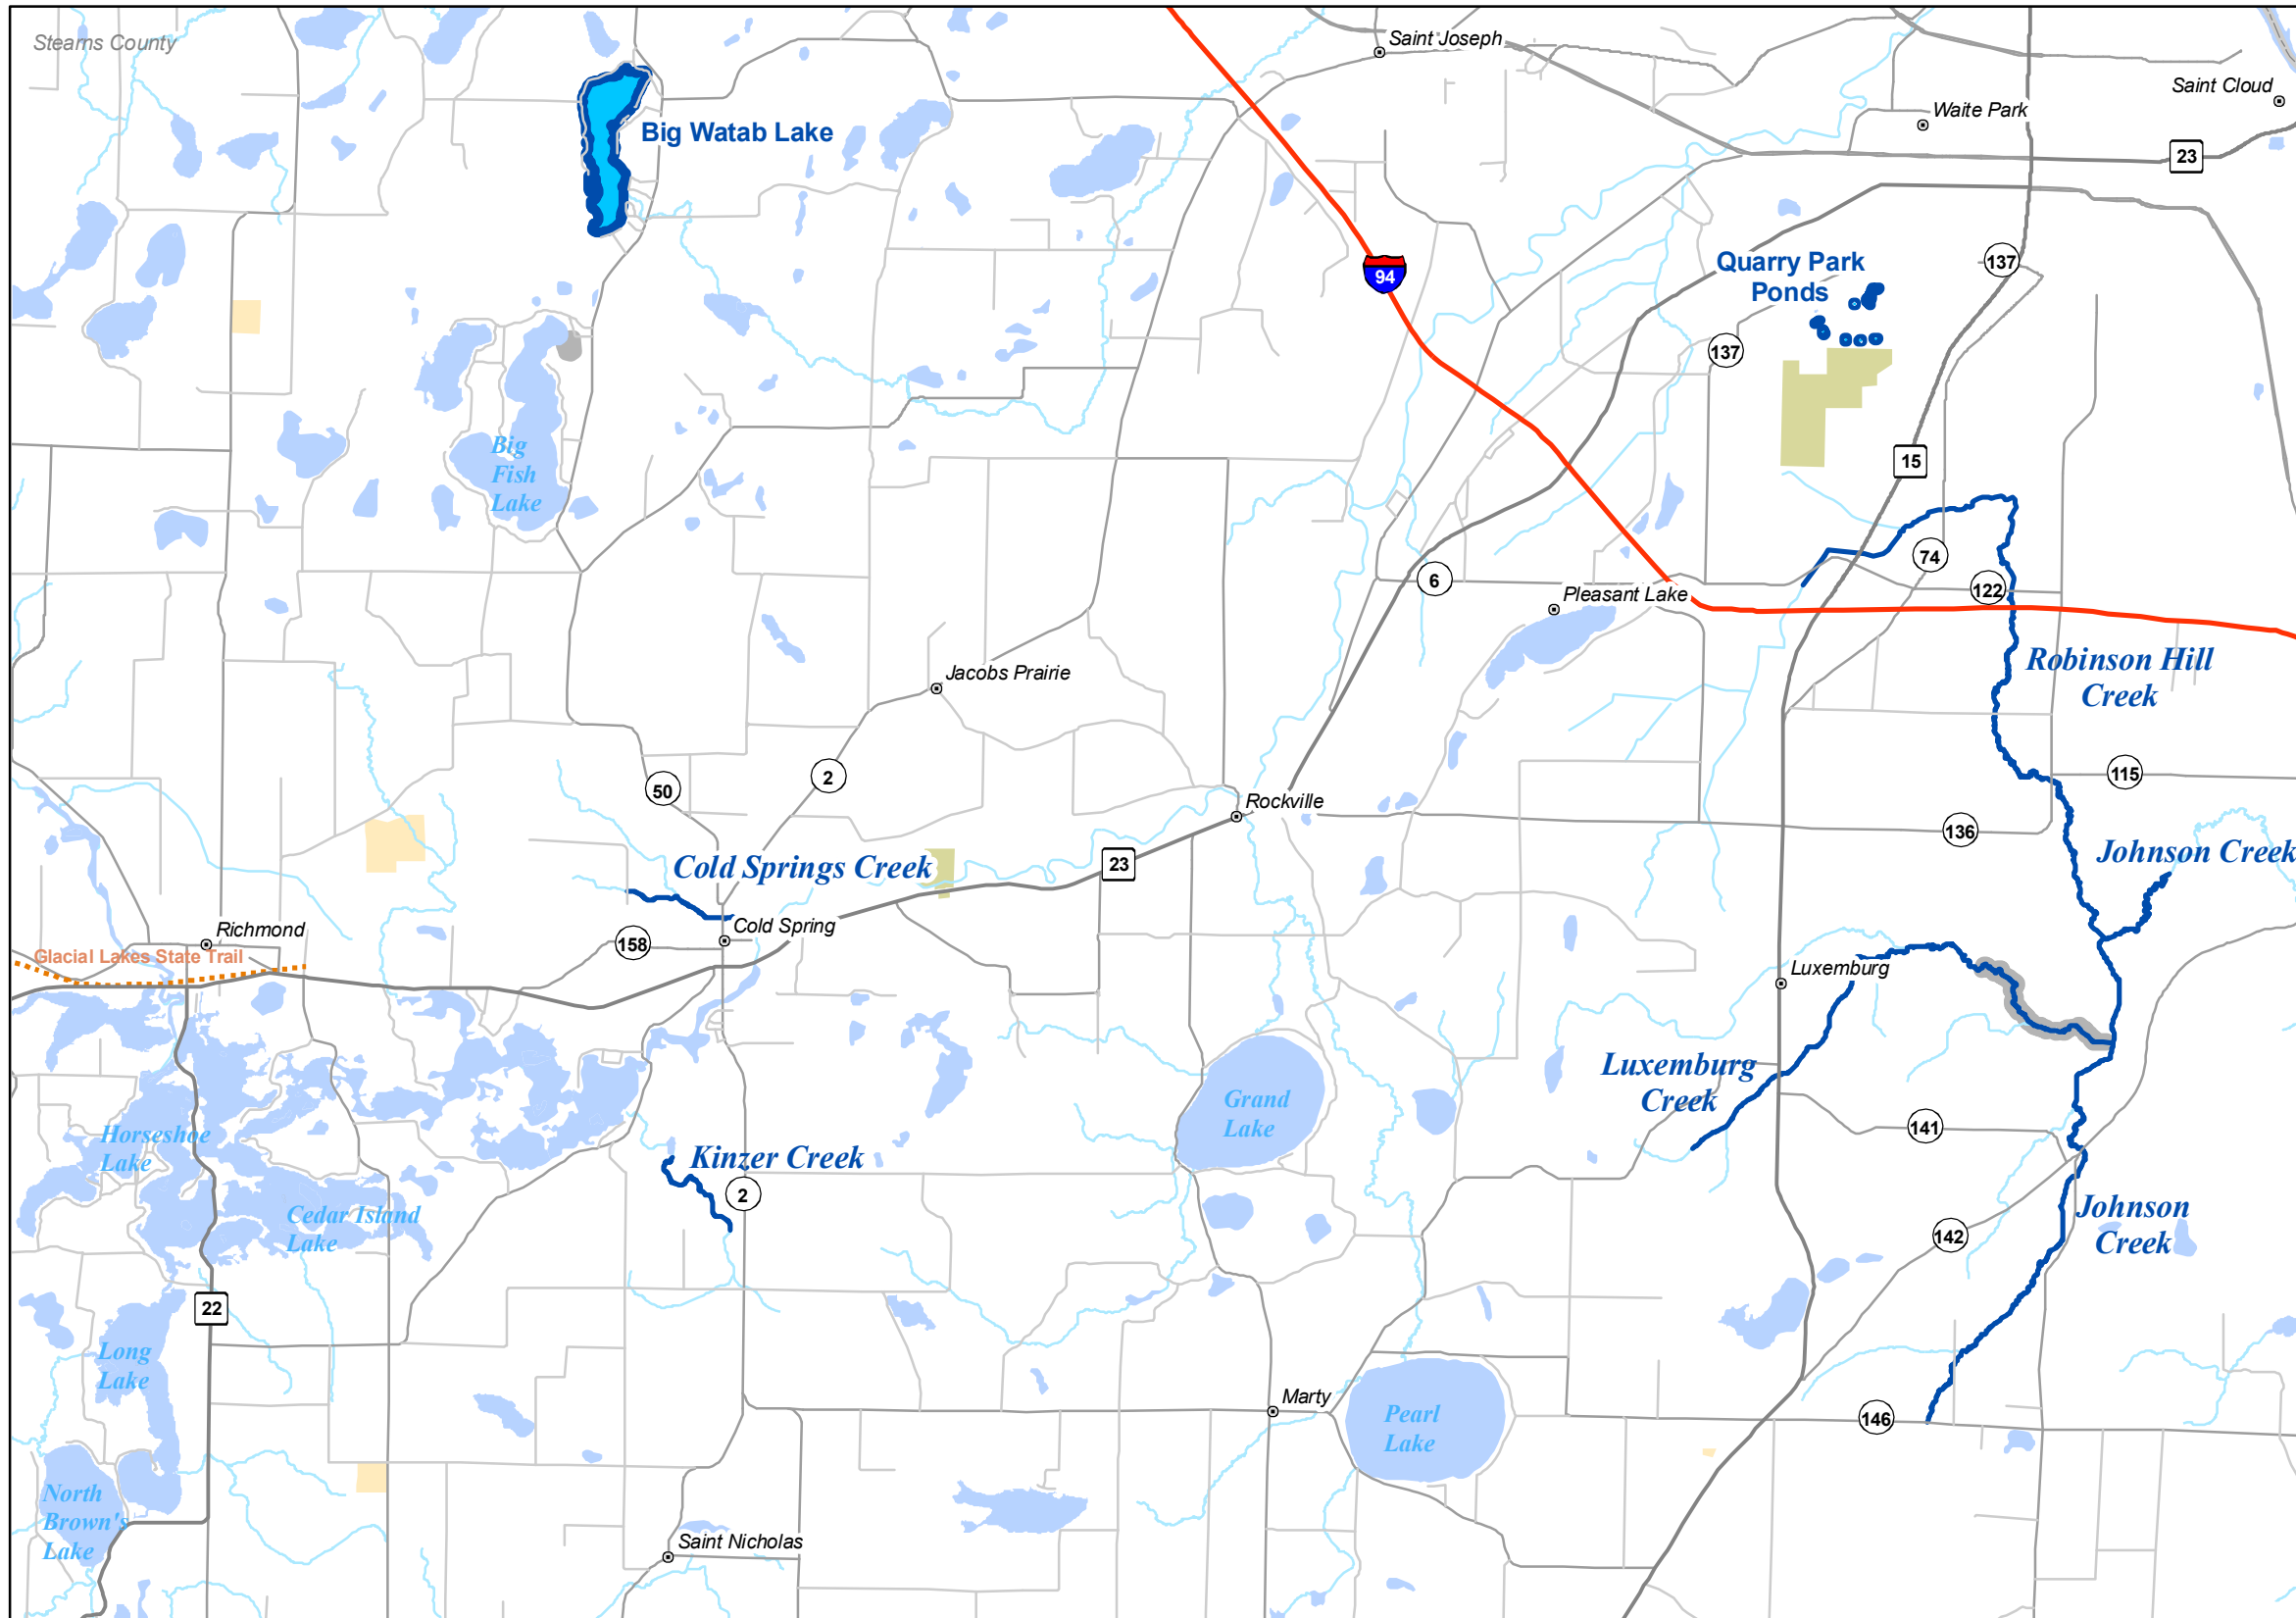 Stearns County
Saint Joseph
Saint Cloud
Waite Park
Big Watab Lake
23
94
Quarry Park
Ponds
137
137
Big
Fish
Lake
15
74
6
122
Pleasant Lake
Robinson Hill
Creek
Jacobs Prairie
2
50
115
Rockville
136
Johnson Creek
23
Cold Springs Creek
Richmond
Cold Spring
158
Glacial Lakes State Trail
Luxemburg
Luxemburg
Creek
Grand
Lake
141
Horseshoe
Lake
Kinzer Creek
2
Cedar Island
Lake
Johnson
Creek
142
22
Long
Lake
Marty
Pearl
Lake
146
North
Brown's
Lake
Saint Nicholas